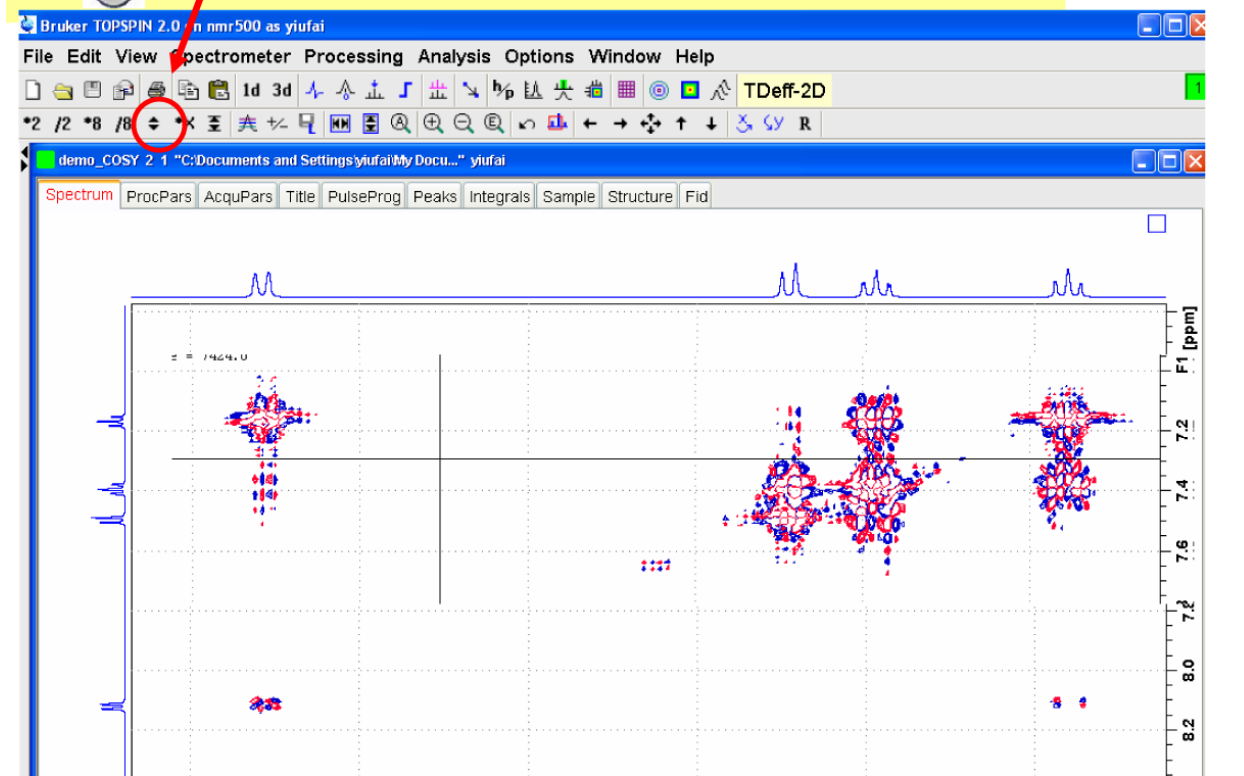 Bruker TOPSPIN 2.0 on nmr500 as yiufai
File Edit View Spectrometer Processing Analysis Options Window Help
1d 3d h/p TDeff-2D 1
*2 /2 *8 /8 R
demo_COSY 2 1 "C:\Documents and Settings\yiufai\My Docu..." yiufai
Spectrum ProcPars AcquPars Title PulseProg Peaks Integrals Sample Structure Fid
F1 [ppm]
= 7424.0
7.2
7.4
7.6
8.0
8.2